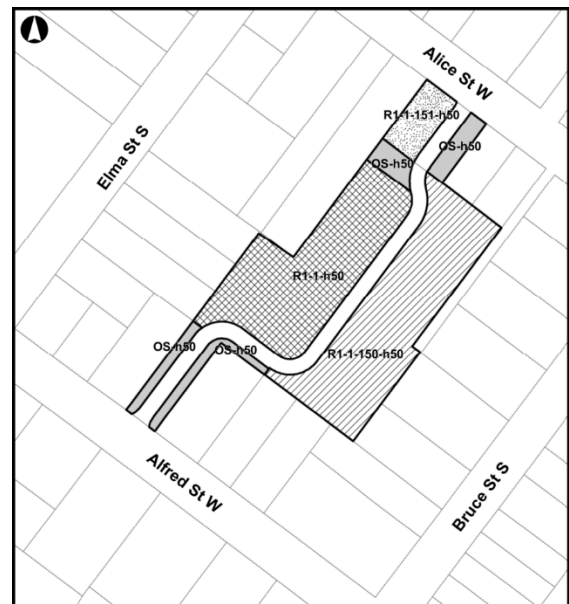 Alice St W
R1-1-151-h50
OS-h50
OS-h50
Elma St S
R1-1-h50
OS-h50
OS-h50
R1-1-150-h50
Alfred St W
Bruce St S